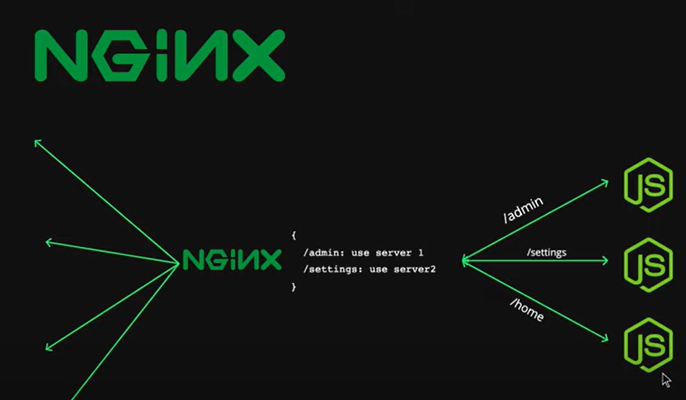 NGINX
/admin
{
/admin: use server 1
/settings
NGINX
/settings: use server2
}
/home
JS
JS
JS